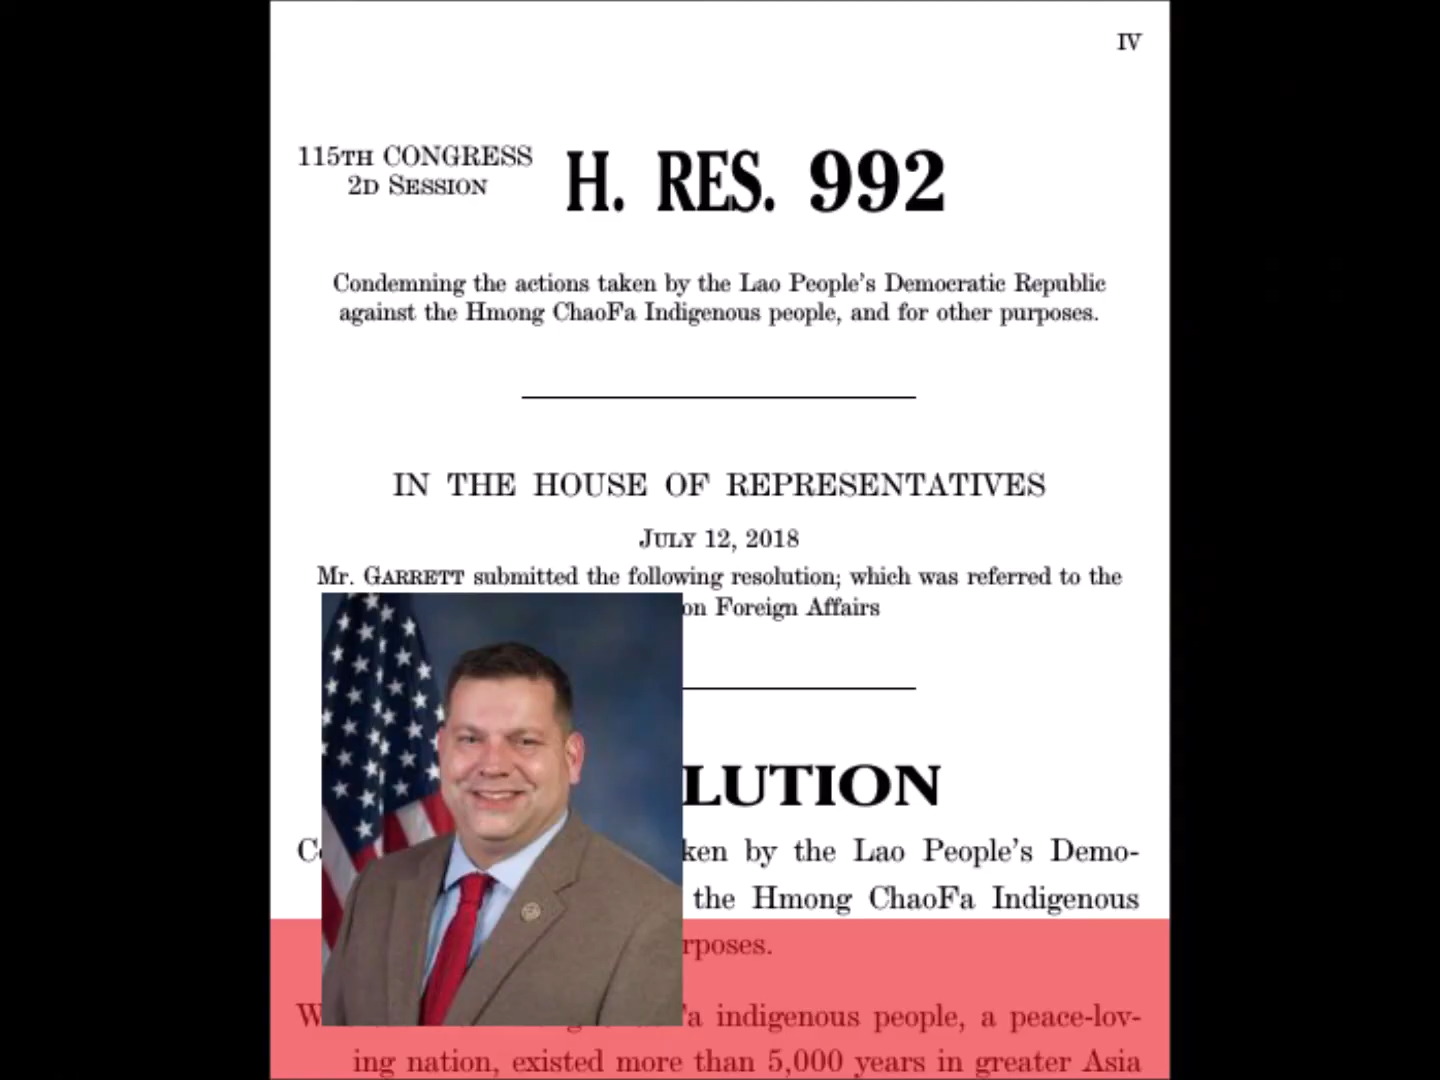 IV
115TH CONGRESS
2D SESSION
H. RES. 992
Condemning the actions taken by the Lao People's Democratic Republic
against the Hmong ChaoFa Indigenous people, and for other purposes.
IN THE HOUSE OF REPRESENTATIVES
JULY 12, 2018
Mr. GARRETT submitted the following resolution; which was referred to the
on Foreign Affairs
LUTION
ken by the Lao People's Demo-
the Hmong ChaoFa Indigenous
rposes.
indigenous people, a peace-lov-
ing nation, existed more than 5,000 years in greater Asia